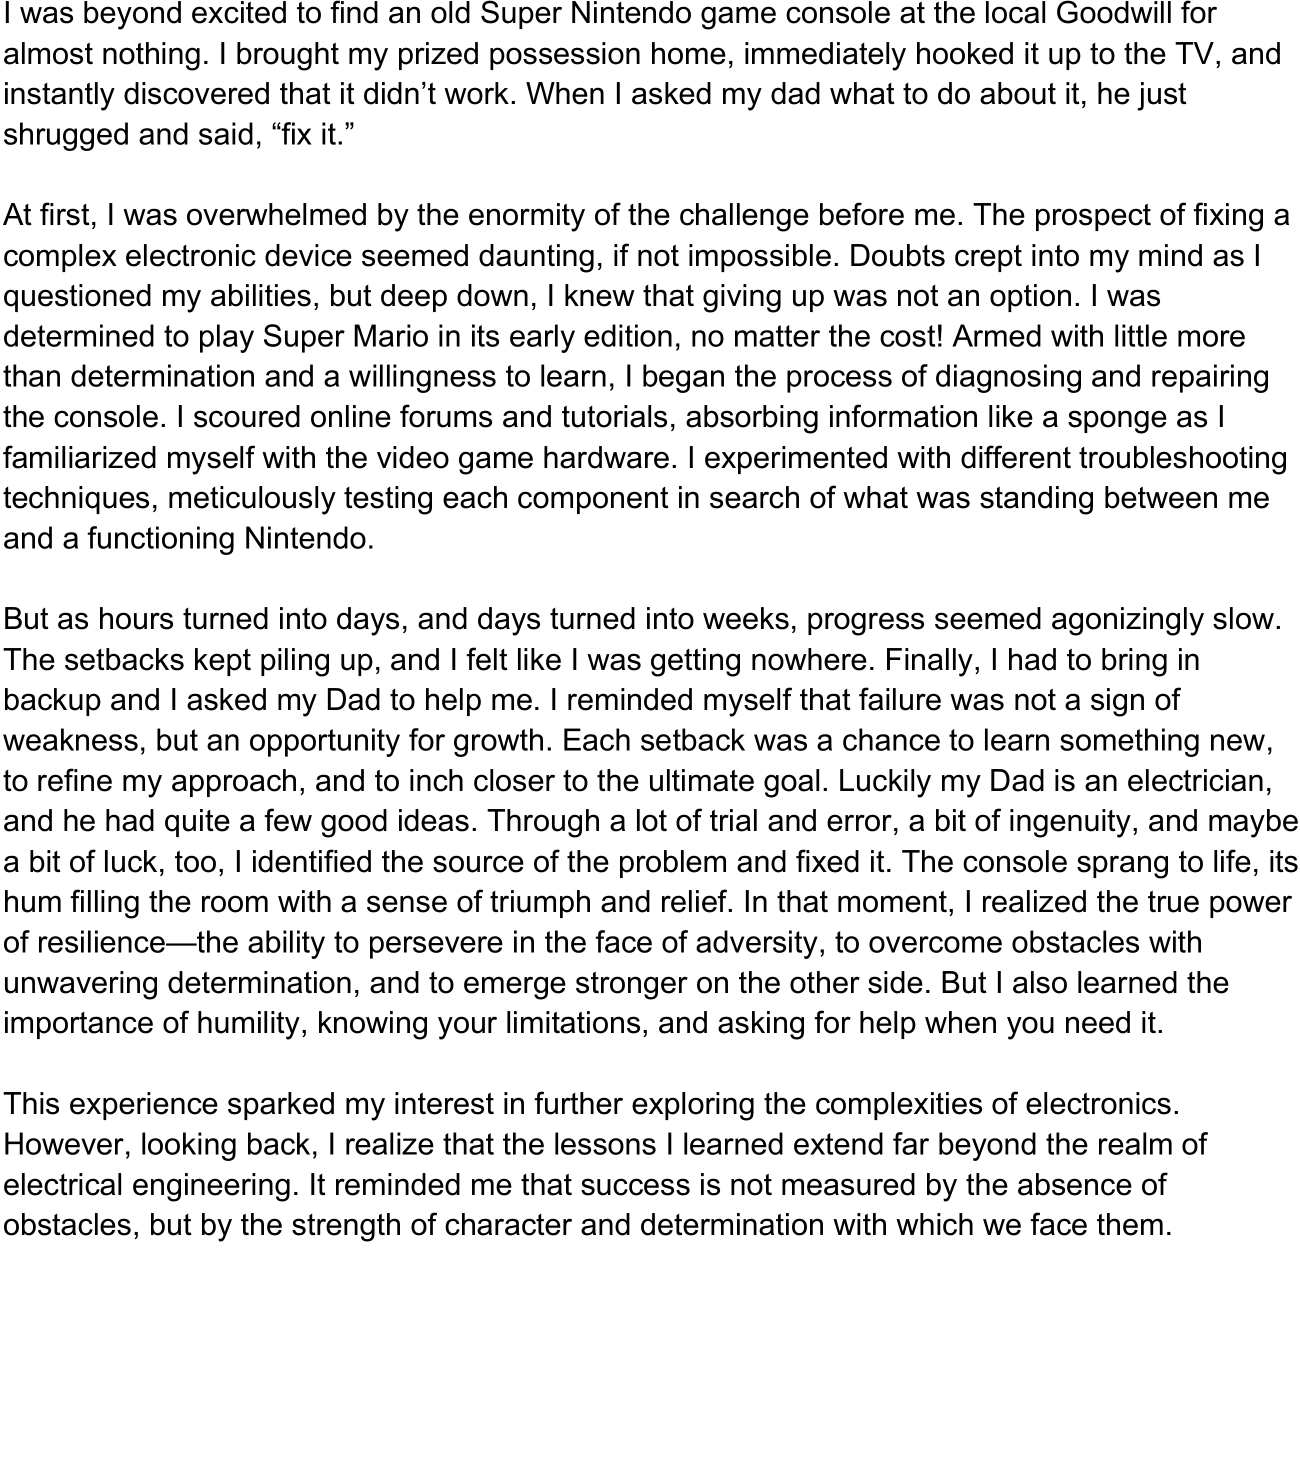 I was beyond excited to find an old Super Nintendo game console at the local Goodwill for
almost nothing. I brought my prized possession home, immediately hooked it up to the TV, and
instantly discovered that it didn’t work. When I asked my dad what to do about it, he just
shrugged and said, “fix it.”
At first, I was overwhelmed by the enormity of the challenge before me. The prospect of fixing a
complex electronic device seemed daunting, if not impossible. Doubts crept into my mind as I
questioned my abilities, but deep down, I knew that giving up was not an option. I was
determined to play Super Mario in its early edition, no matter the cost! Armed with little more
than determination and a willingness to learn, I began the process of diagnosing and repairing
the console. I scoured online forums and tutorials, absorbing information like a sponge as I
familiarized myself with the video game hardware. I experimented with different troubleshooting
techniques, meticulously testing each component in search of what was standing between me
and a functioning Nintendo.
But as hours turned into days, and days turned into weeks, progress seemed agonizingly slow.
The setbacks kept piling up, and I felt like I was getting nowhere. Finally, I had to bring in
backup and I asked my Dad to help me. I reminded myself that failure was not a sign of
weakness, but an opportunity for growth. Each setback was a chance to learn something new,
to refine my approach, and to inch closer to the ultimate goal. Luckily my Dad is an electrician,
and he had quite a few good ideas. Through a lot of trial and error, a bit of ingenuity, and maybe
a bit of luck, too, I identified the source of the problem and fixed it. The console sprang to life, its
hum filling the room with a sense of triumph and relief. In that moment, I realized the true power
of resilience—the ability to persevere in the face of adversity, to overcome obstacles with
unwavering determination, and to emerge stronger on the other side. But I also learned the
importance of humility, knowing your limitations, and asking for help when you need it.
This experience sparked my interest in further exploring the complexities of electronics.
However, looking back, I realize that the lessons I learned extend far beyond the realm of
electrical engineering. It reminded me that success is not measured by the absence of
obstacles, but by the strength of character and determination with which we face them.